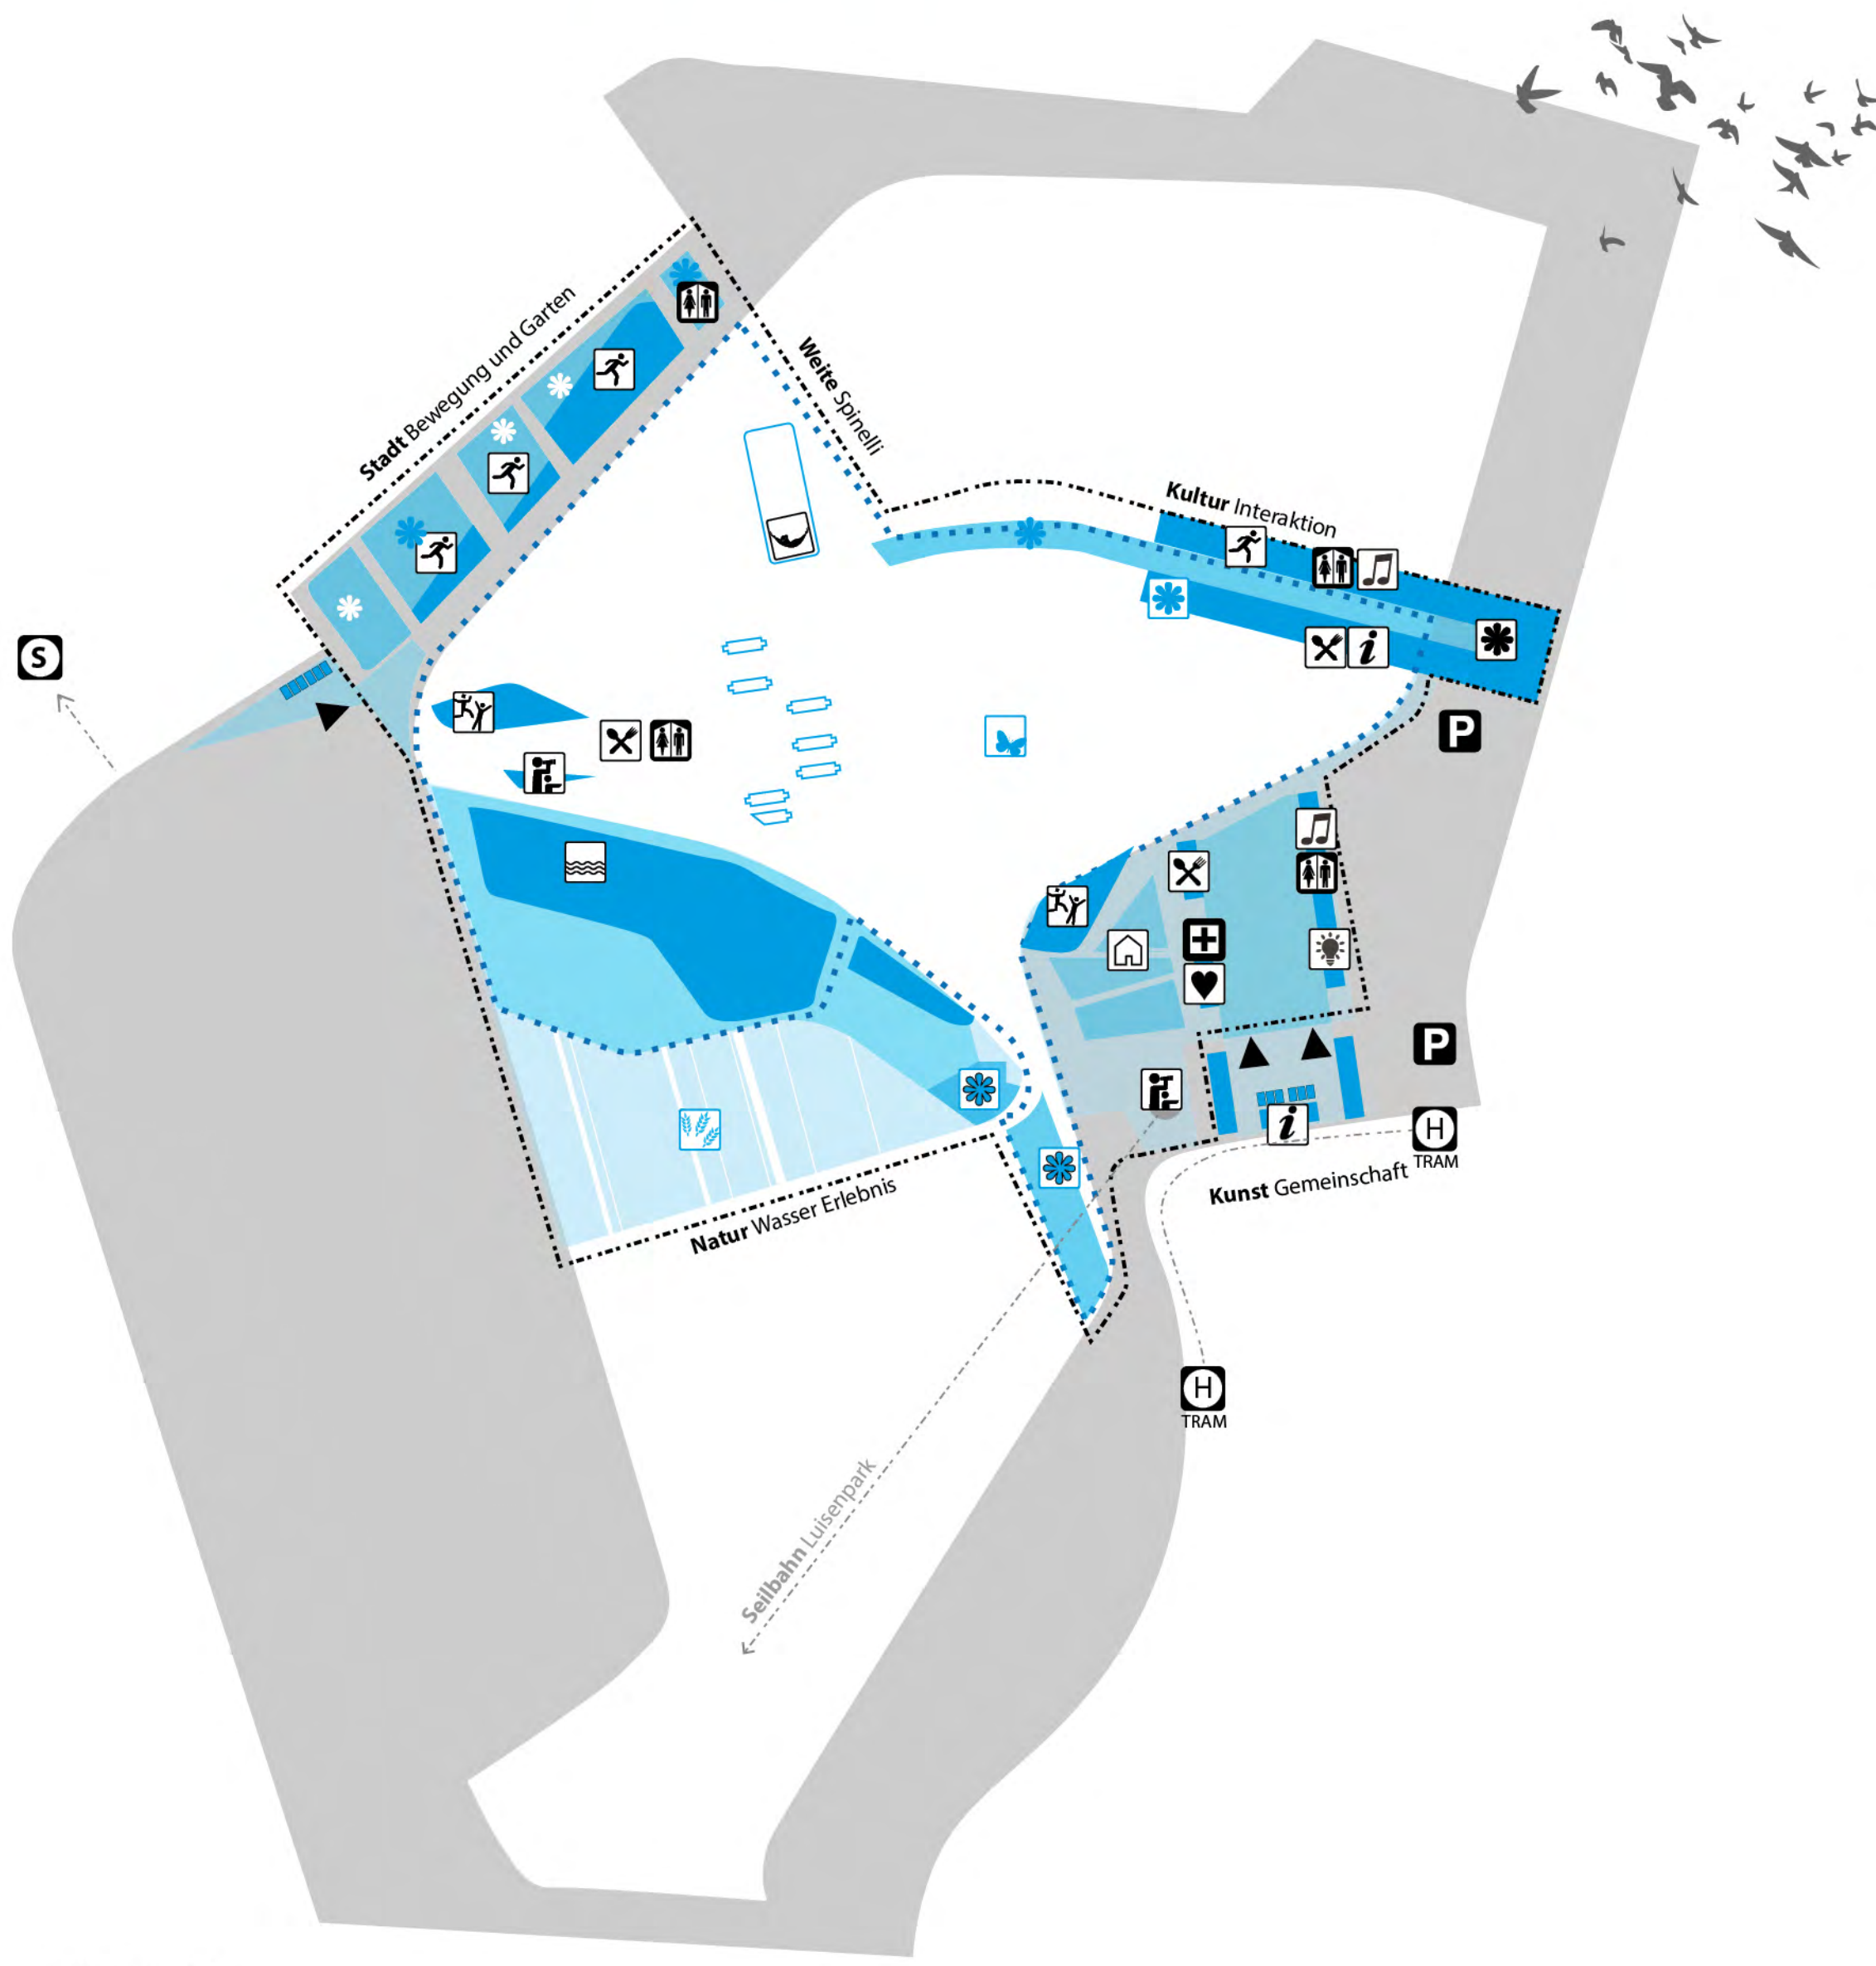 Stadt Bewegung und Garten
Weite Spinelli
Kultur Interaktion
S
i
P
P
H
TRAM
i
Kunst Gemeinschaft
Natur Wasser Erlebnis
H
TRAM
Seilbahn Luisenpark